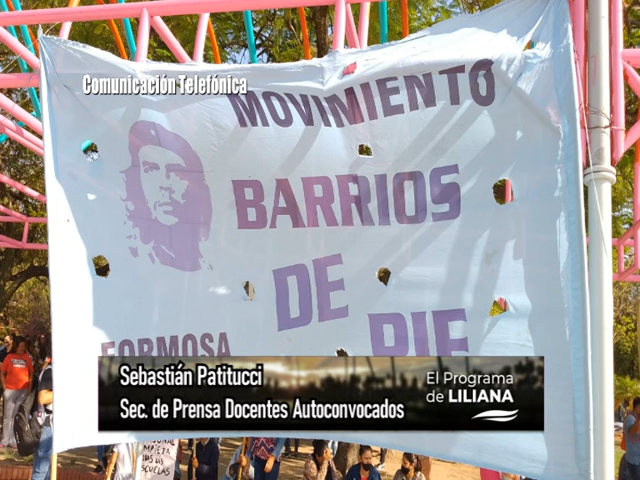 Comunicación Telefónica
MOVIMIENTO
BARRIOS
DE
PIE
FORMOSA
Sebastián Patitucci
Sec. de Prensa Docentes Autoconvocados
El Programa
de LILIANA